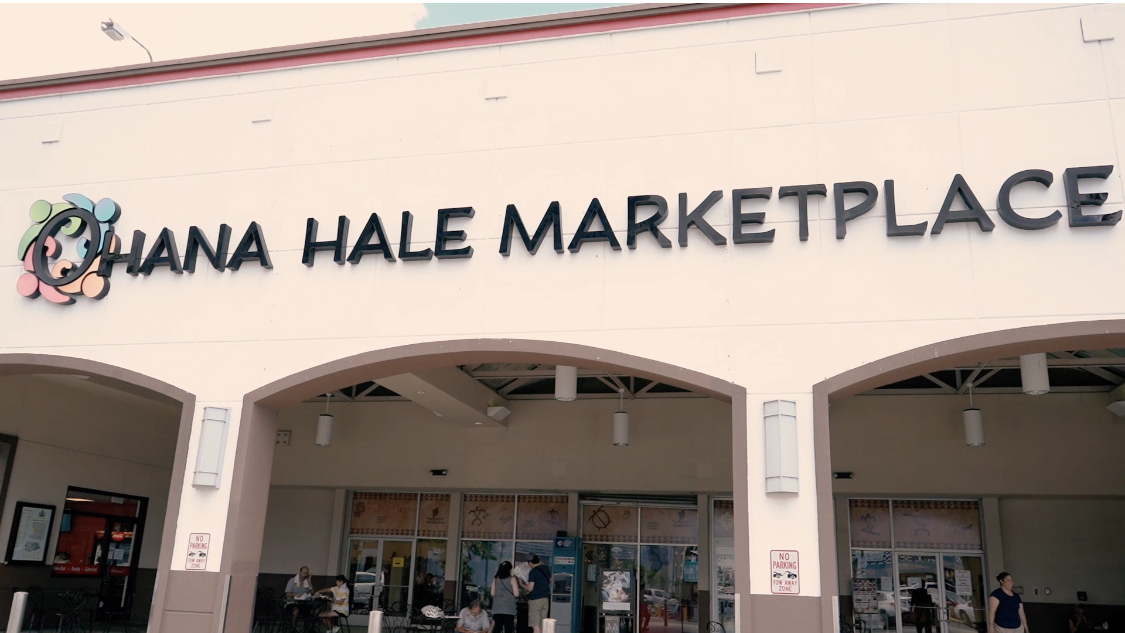 OHANA HALE MARKETPLACE
NO
PARKING
TOW AWAY
ZONE
NO
PARKING
TOW AWAY
ZONE